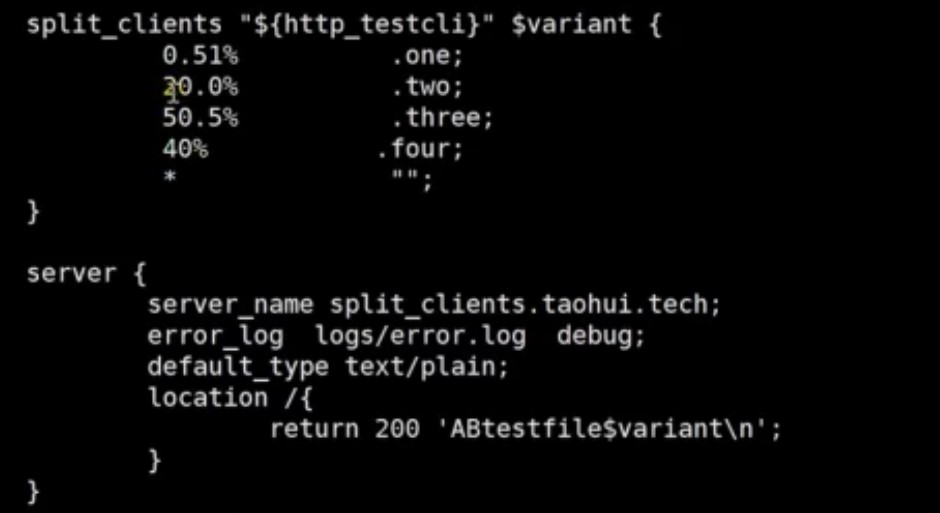 split_clients "${http_testcli}" $variant {
0.51% .one;
20.0% .two;
50.5% .three;
40% .four;
* "";
}
server {
server_name split_clients.taohui.tech;
error_log logs/error.log debug;
default_type text/plain;
location /{
return 200 'ABtestfile$variant\n';
}
}